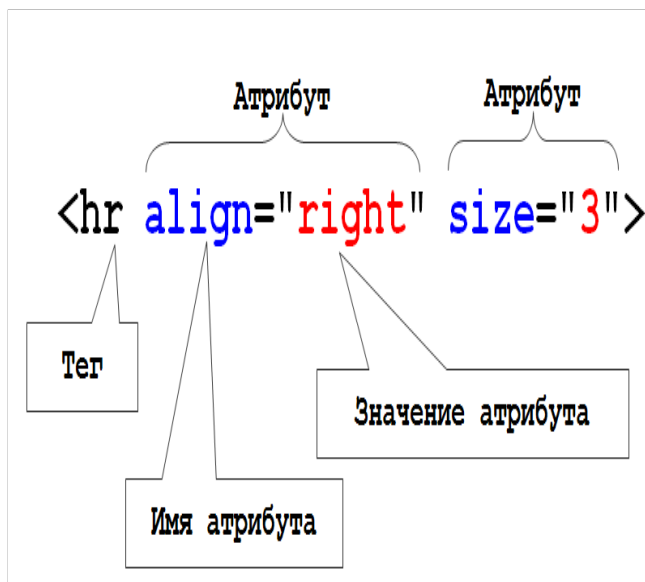 Атрибут Атрибут
<hr align="right" size="3">
Тег
Значение атрибута
Имя атрибута